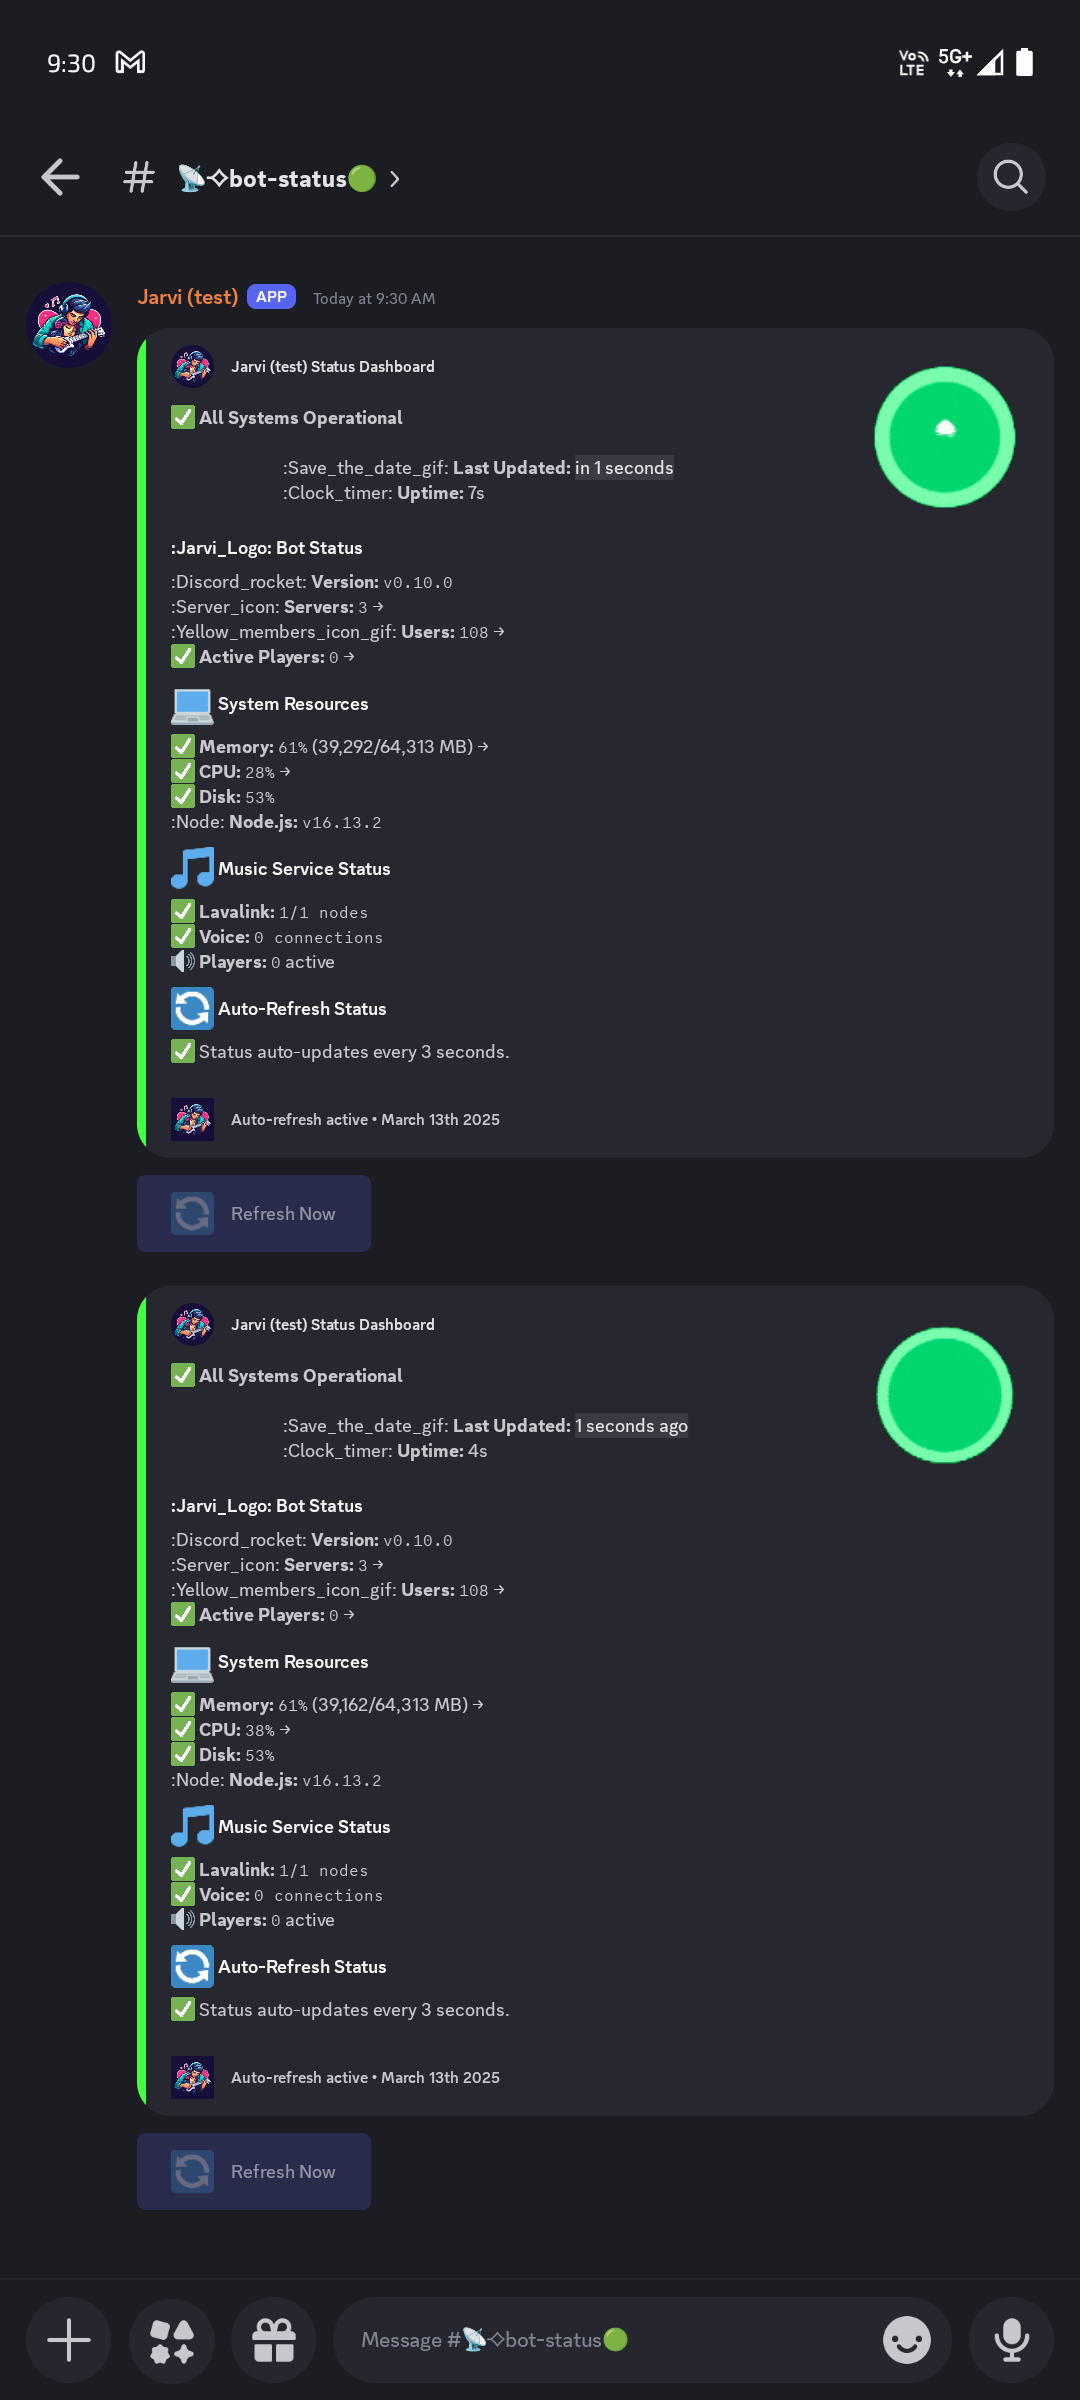 9:30
Vo LTE 5G+
# 📡✧bot-status🟢 ›
Jarvi (test) APP Today at 9:30 AM
Jarvi (test) Status Dashboard
✅ All Systems Operational
:Save_the_date_gif: Last Updated: in 1 seconds
:Clock_timer: Uptime: 7s
:Jarvi_Logo: Bot Status
:Discord_rocket: Version: v0.10.0
:Server_icon: Servers: 3 →
:Yellow_members_icon_gif: Users: 108 →
✅ Active Players: 0 →
💻 System Resources
✅ Memory: 61% (39,292/64,313 MB) →
✅ CPU: 28% →
✅ Disk: 53%
:Node: Node.js: v16.13.2
🎵 Music Service Status
✅ Lavalink: 1/1 nodes
✅ Voice: 0 connections
🔊 Players: 0 active
🔄 Auto-Refresh Status
✅ Status auto-updates every 3 seconds.
Auto-refresh active • March 13th 2025
🔄 Refresh Now
Jarvi (test) Status Dashboard
✅ All Systems Operational
:Save_the_date_gif: Last Updated: 1 seconds ago
:Clock_timer: Uptime: 4s
:Jarvi_Logo: Bot Status
:Discord_rocket: Version: v0.10.0
:Server_icon: Servers: 3 →
:Yellow_members_icon_gif: Users: 108 →
✅ Active Players: 0 →
💻 System Resources
✅ Memory: 61% (39,162/64,313 MB) →
✅ CPU: 38% →
✅ Disk: 53%
:Node: Node.js: v16.13.2
🎵 Music Service Status
✅ Lavalink: 1/1 nodes
✅ Voice: 0 connections
🔊 Players: 0 active
🔄 Auto-Refresh Status
✅ Status auto-updates every 3 seconds.
Auto-refresh active • March 13th 2025
🔄 Refresh Now
Message #📡✧bot-status🟢